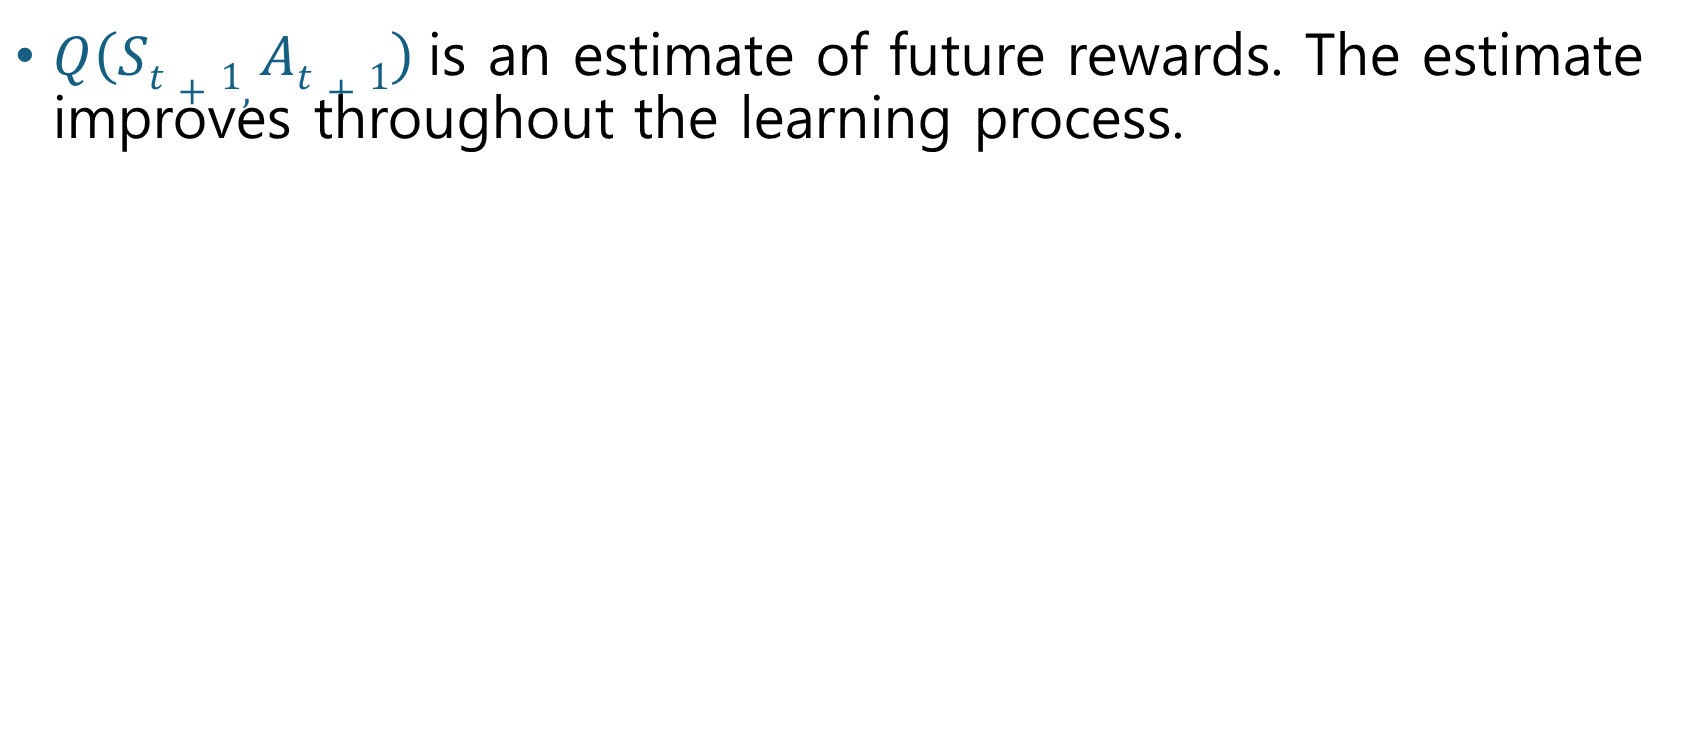 • Q(S_{t+1}, A_{t+1}) is an estimate of future rewards. The estimate
improves throughout the learning process.